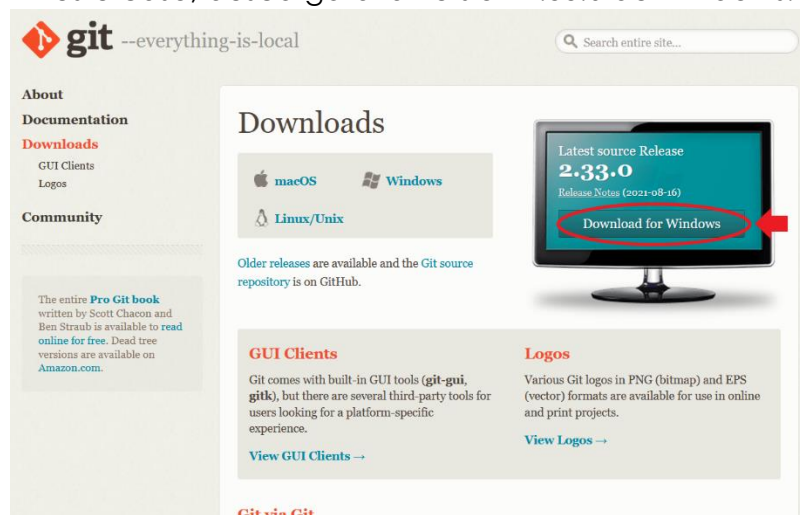 git --everything-is-local
Search entire site...
About
Documentation
Downloads
GUI Clients
Logos
Community
The entire Pro Git book
written by Scott Chacon and
Ben Straub is available to read
online for free. Dead tree
versions are available on
Amazon.com.
Downloads
macOS
Windows
Linux/Unix
Older releases are available and the Git source
repository is on GitHub.
Latest source Release
2.33.0
Release Notes (2021-08-16)
Download for Windows
GUI Clients
Git comes with built-in GUI tools (git-gui,
gitk), but there are several third-party tools for
users looking for a platform-specific
experience.
View GUI Clients →
Logos
Various Git logos in PNG (bitmap) and EPS
(vector) formats are available for use in online
and print projects.
View Logos →
Git via Git